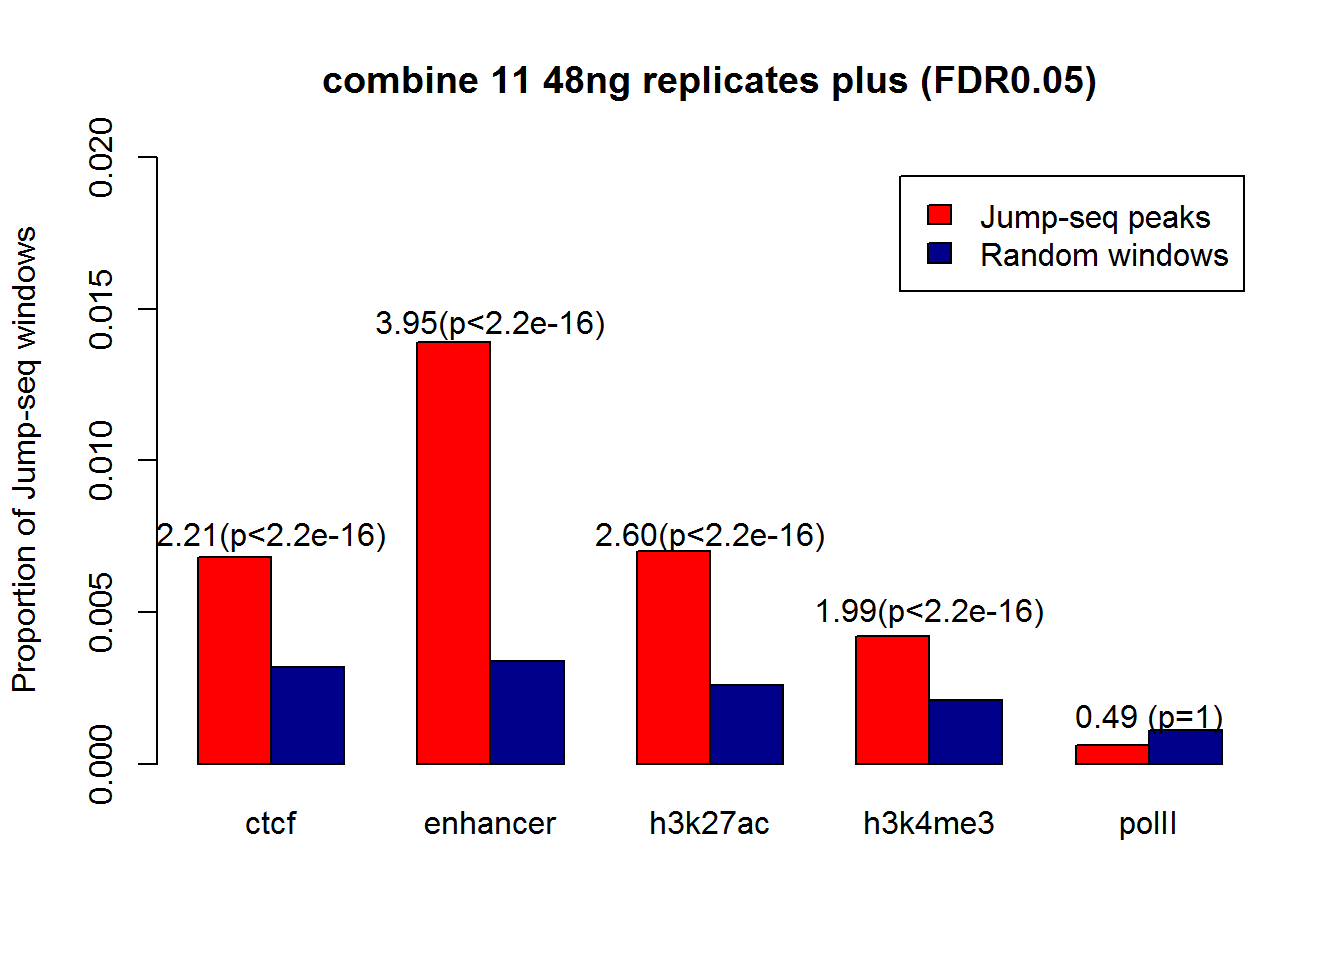 combine 11 48ng replicates plus (FDR0.05)
Proportion of Jump-seq windows
0.020
0.015
0.010
0.005
0.000
Jump-seq peaks
Random windows
2.21(p<2.2e-16)
3.95(p<2.2e-16)
2.60(p<2.2e-16)
1.99(p<2.2e-16)
0.49 (p=1)
ctcf
enhancer
h3k27ac
h3k4me3
polII